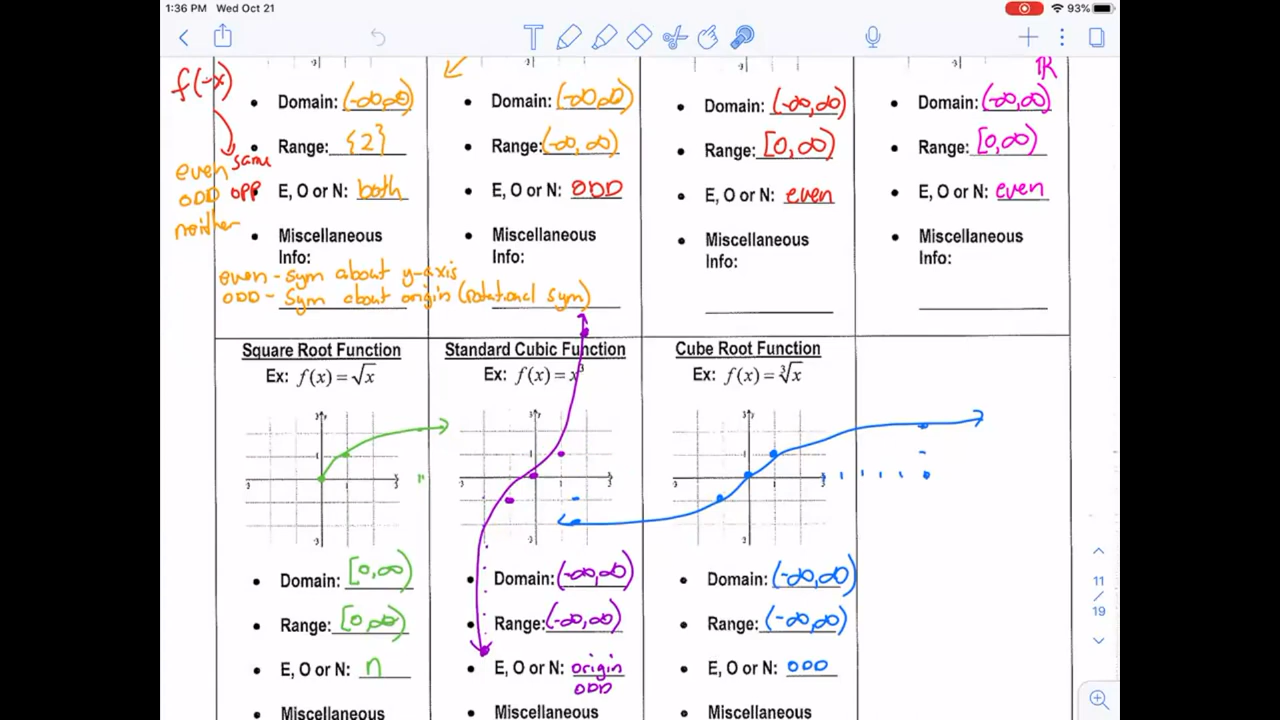 1:36 PM Wed Oct 21
93%
T
f(-x)
even same
ODD opp
neither
• Domain: (-∞,∞)
• Range: {2}
• E, O or N: both
• Miscellaneous
Info:
even - sym about y-axis
ODD - Sym about origin (rotational sym)
• Domain: (-∞,∞)
• Range: (-∞,∞)
• E, O or N: ODD
• Miscellaneous
Info:
• Domain: (-∞,∞)
• Range: [0,∞)
• E, O or N: even
• Miscellaneous
Info:
ℝ
• Domain: (-∞,∞)
• Range: [0,∞)
• E, O or N: even
• Miscellaneous
Info:
Square Root Function
Ex: f(x) = √x
• Domain: [0,∞)
• Range: [0,∞)
• E, O or N: n
• Miscellaneous
Standard Cubic Function
Ex: f(x) = x³
• Domain: (-∞,∞)
• Range: (-∞,∞)
• E, O or N: origin
ODD
• Miscellaneous
Cube Root Function
Ex: f(x) = ∛x
• Domain: (-∞,∞)
• Range: (-∞,∞)
• E, O or N: ODD
• Miscellaneous
11
/
19